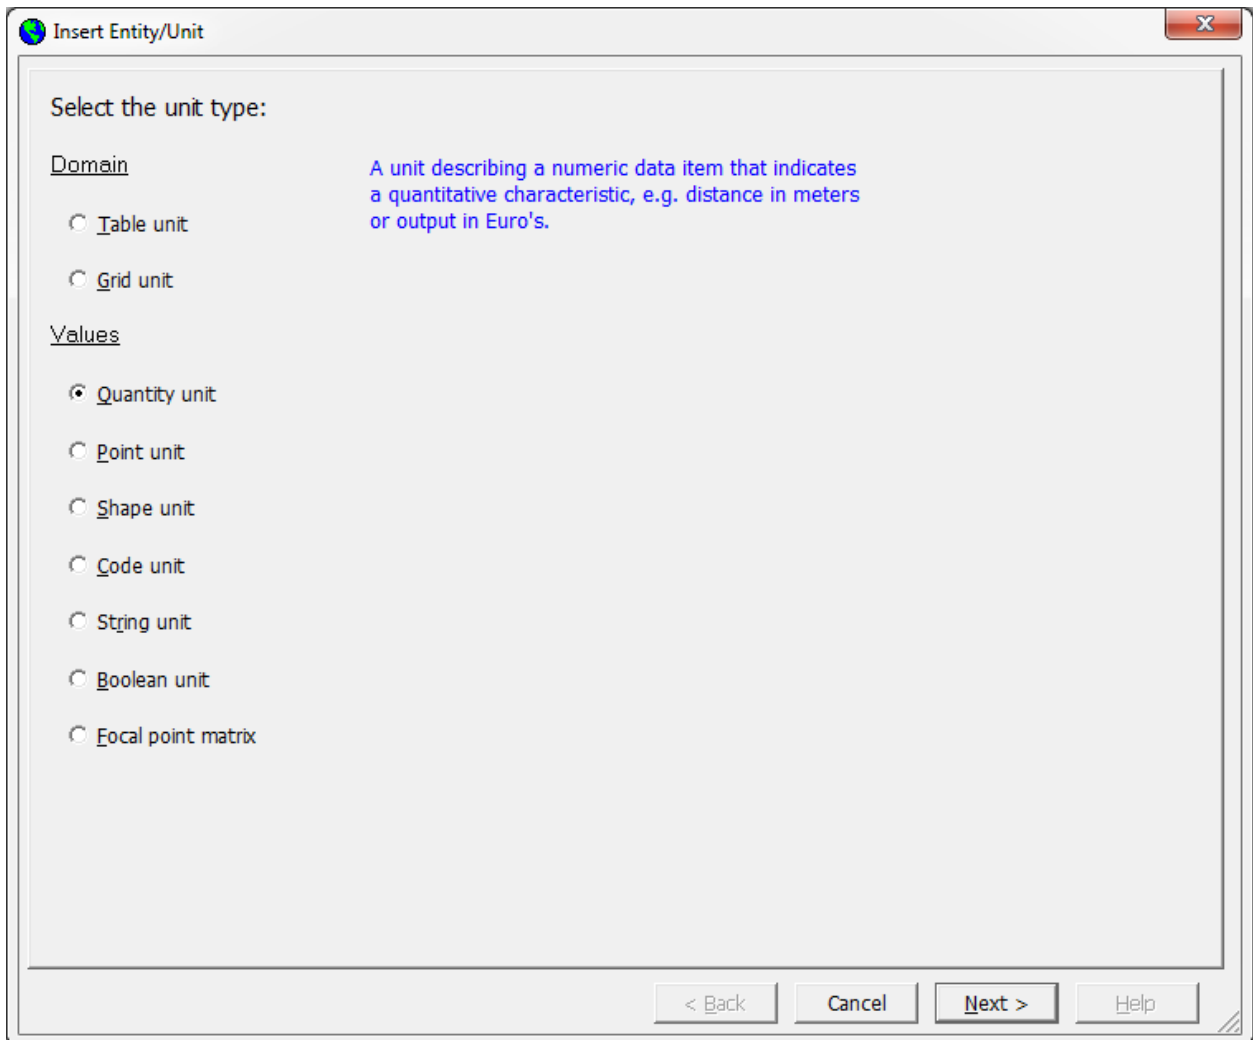 Insert Entity/Unit
Select the unit type:
Domain
A unit describing a numeric data item that indicates
a quantitative characteristic, e.g. distance in meters
or output in Euro's.
Table unit
Grid unit
Values
Quantity unit
Point unit
Shape unit
Code unit
String unit
Boolean unit
Focal point matrix
< Back
Cancel
Next >
Help